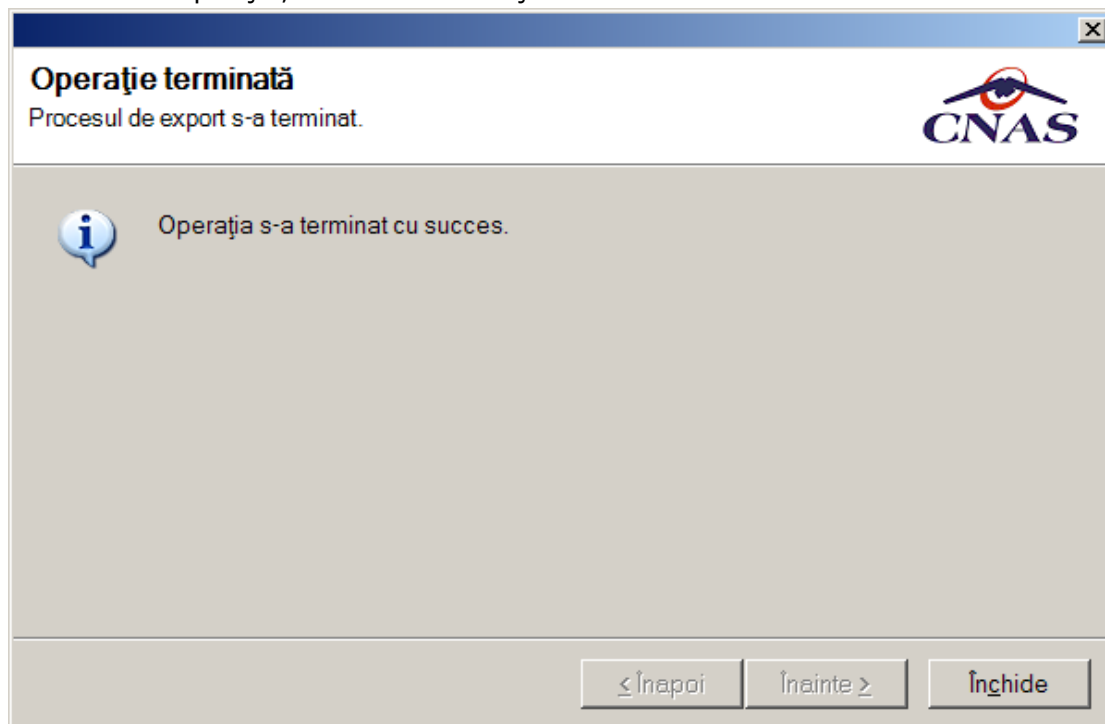 Operaţie terminată
Procesul de export s-a terminat.
CNAS
Operaţia s-a terminat cu succes.
< Înapoi
Înainte >
Închide